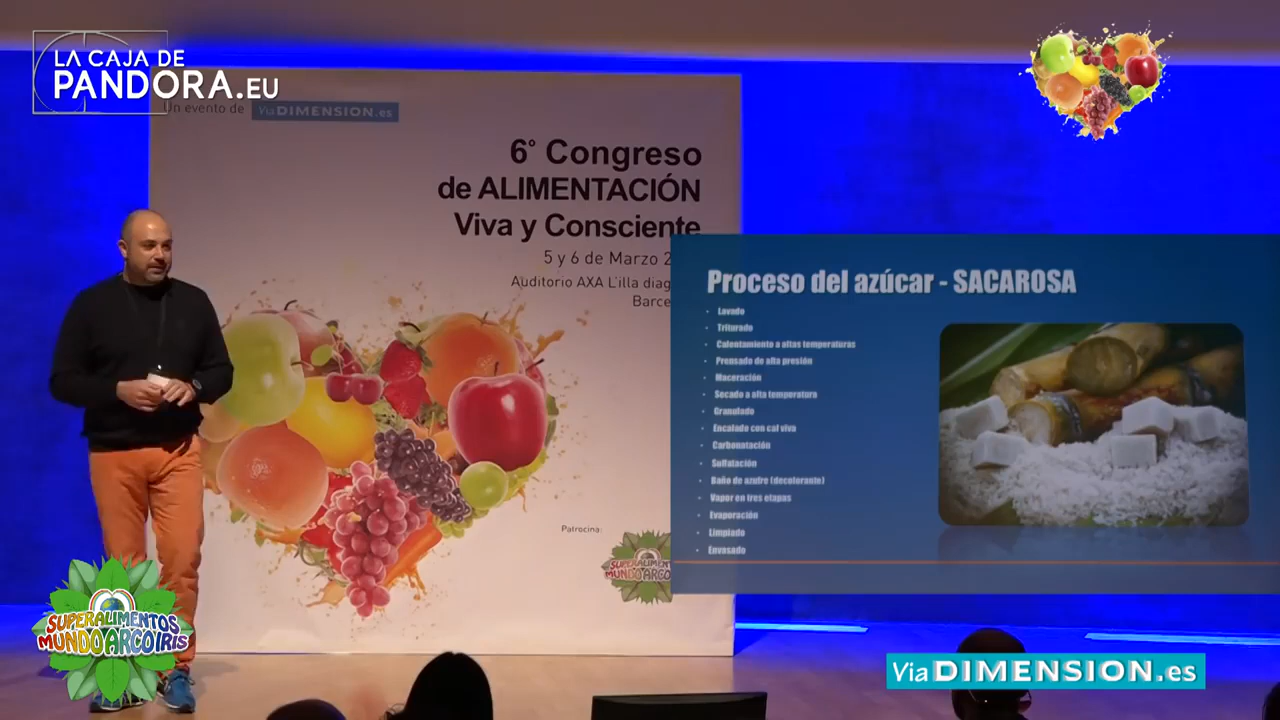 LA CAJA DE
PANDORA.EU
Un evento de ViaDIMENSION.es
6° Congreso
de ALIMENTACIÓN
Viva y Consciente
5 y 6 de Marzo 2
Auditorio AXA L'illa diag
Barce
Patrocina:
SUPERALIMENTOS
MUNDOARCO
Proceso del azúcar - SACAROSA
• Lavado
• Triturado
• Calentamiento a altas temperaturas
• Prensado de alta presión
• Maceración
• Secado a alta temperatura
• Granulado
• Encalado con cal viva
• Carbonatación
• Sulfatación
• Baño de azufre (decolorante)
• Vapor en tres etapas
• Evaporación
• Limpiado
• Envasado
SUPERALIMENTOS
MUNDOARCOIRIS
ViaDIMENSION.es